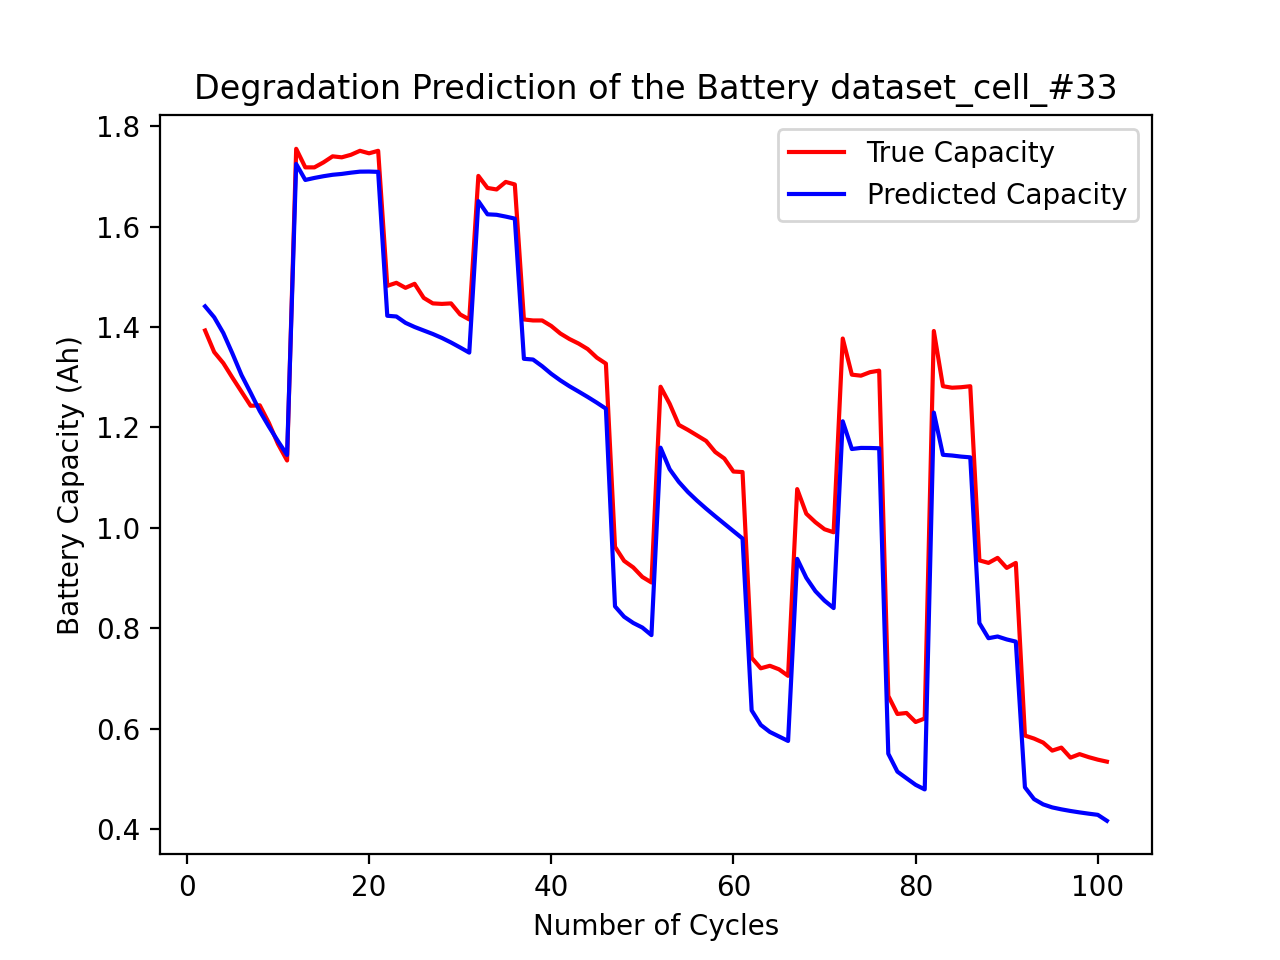 Degradation Prediction of the Battery dataset_cell_#33
True Capacity
Predicted Capacity
Battery Capacity (Ah)
1.8
1.6
1.4
1.2
1.0
0.8
0.6
0.4
0 20 40 60 80 100
Number of Cycles